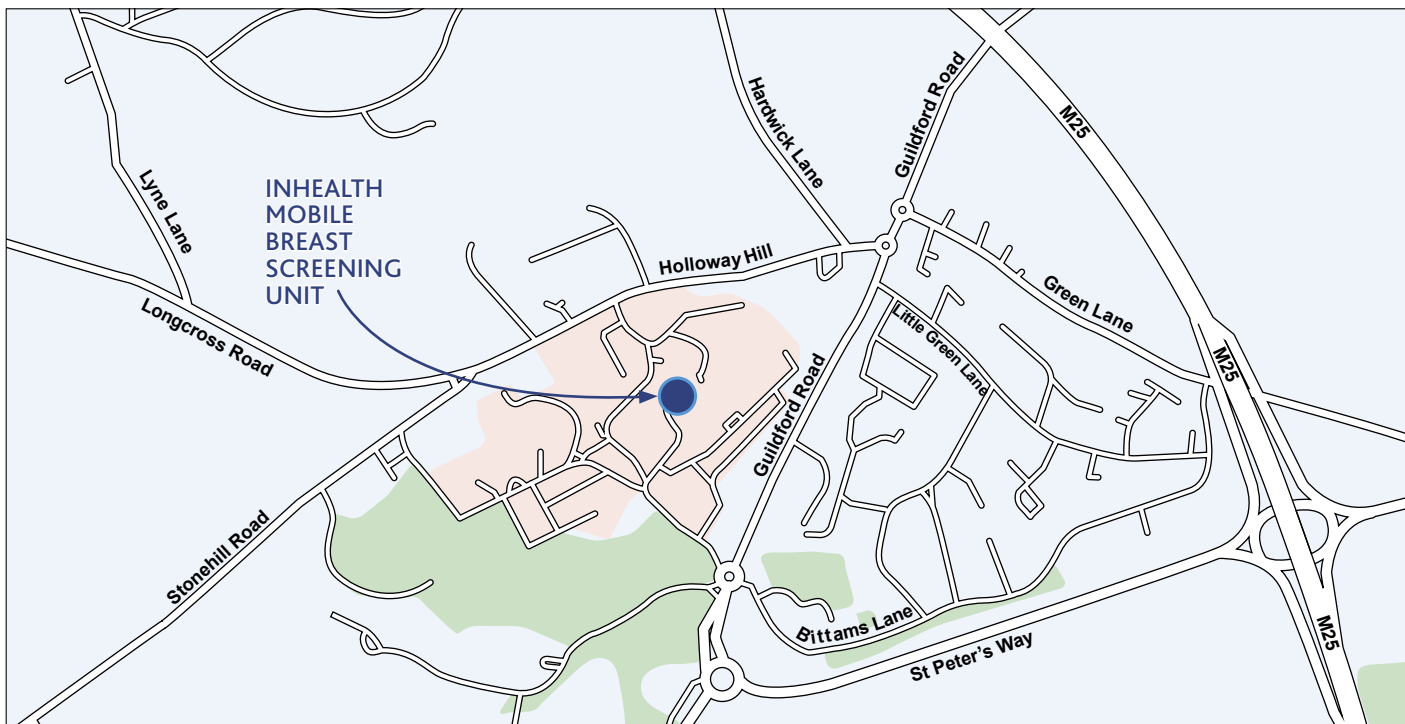 M25
Guildford Road
Hardwick Lane
Lyne Lane
INHEALTH
MOBILE
BREAST
SCREENING
UNIT
Holloway Hill
Green Lane
Longcross Road
Little Green Lane
M25
Guildford Road
Stonehill Road
Bittams Lane
St Peter's Way
M25